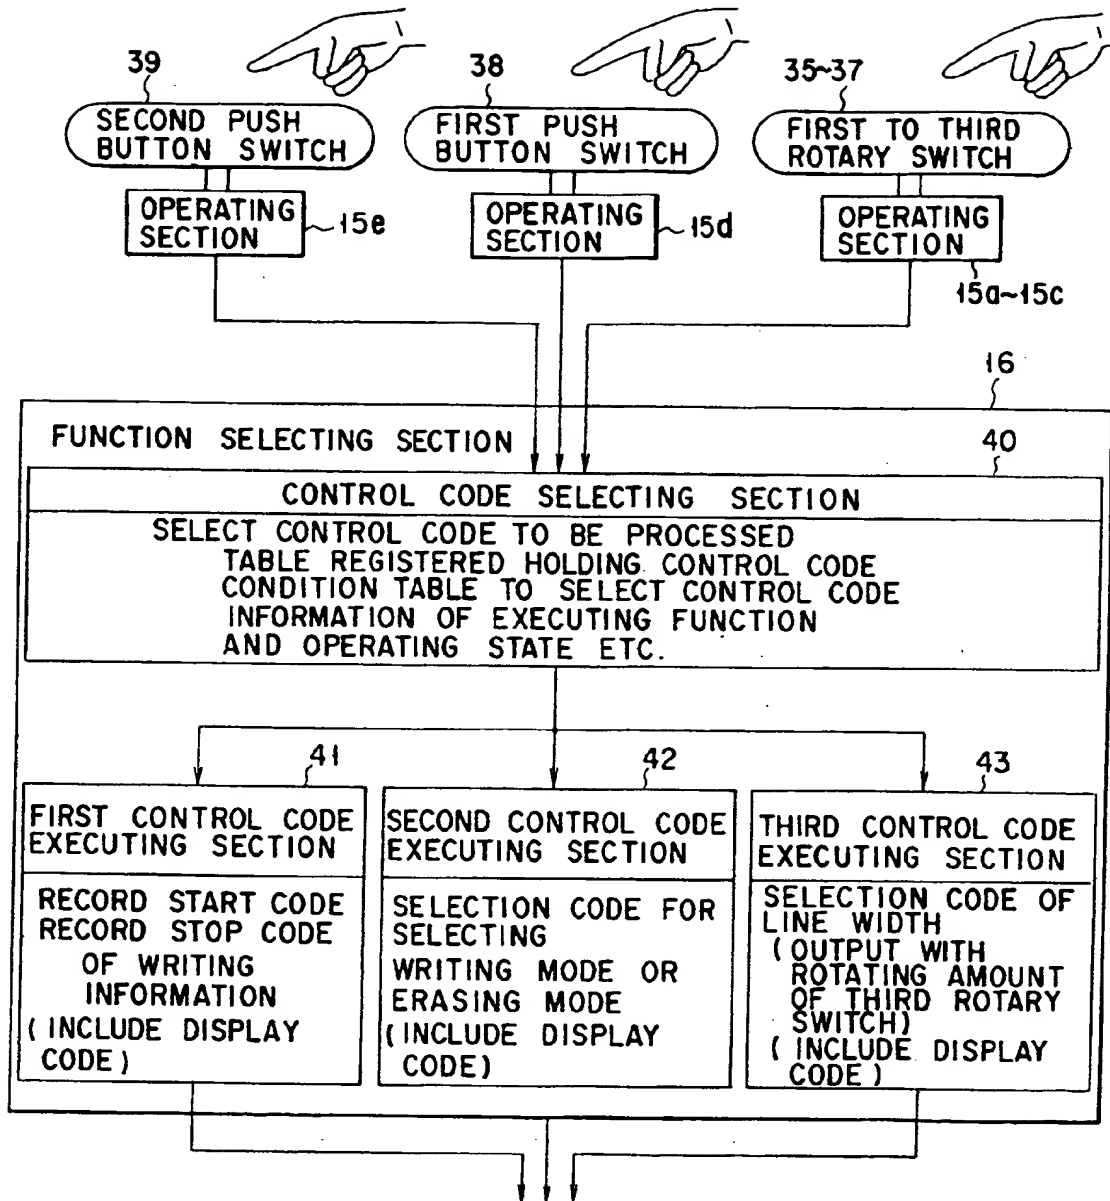 39
SECOND PUSH
BUTTON SWITCH
38
FIRST PUSH
BUTTON SWITCH
35~37
FIRST TO THIRD
ROTARY SWITCH
OPERATING
SECTION
15e
OPERATING
SECTION
15d
OPERATING
SECTION
15a~15c
16
FUNCTION SELECTING SECTION
40
CONTROL CODE SELECTING SECTION
SELECT CONTROL CODE TO BE PROCESSED
TABLE REGISTERED HOLDING CONTROL CODE
CONDITION TABLE TO SELECT CONTROL CODE
INFORMATION OF EXECUTING FUNCTION
AND OPERATING STATE ETC.
41
FIRST CONTROL CODE
EXECUTING SECTION
RECORD START CODE
RECORD STOP CODE
OF WRITING
INFORMATION
(INCLUDE DISPLAY
CODE)
42
SECOND CONTROL CODE
EXECUTING SECTION
SELECTION CODE FOR
SELECTING
WRITING MODE OR
ERASING MODE
(INCLUDE DISPLAY
CODE)
43
THIRD CONTROL CODE
EXECUTING SECTION
SELECTION CODE OF
LINE WIDTH
(OUTPUT WITH
ROTATING AMOUNT
OF THIRD ROTARY
SWITCH)
(INCLUDE DISPLAY
CODE)